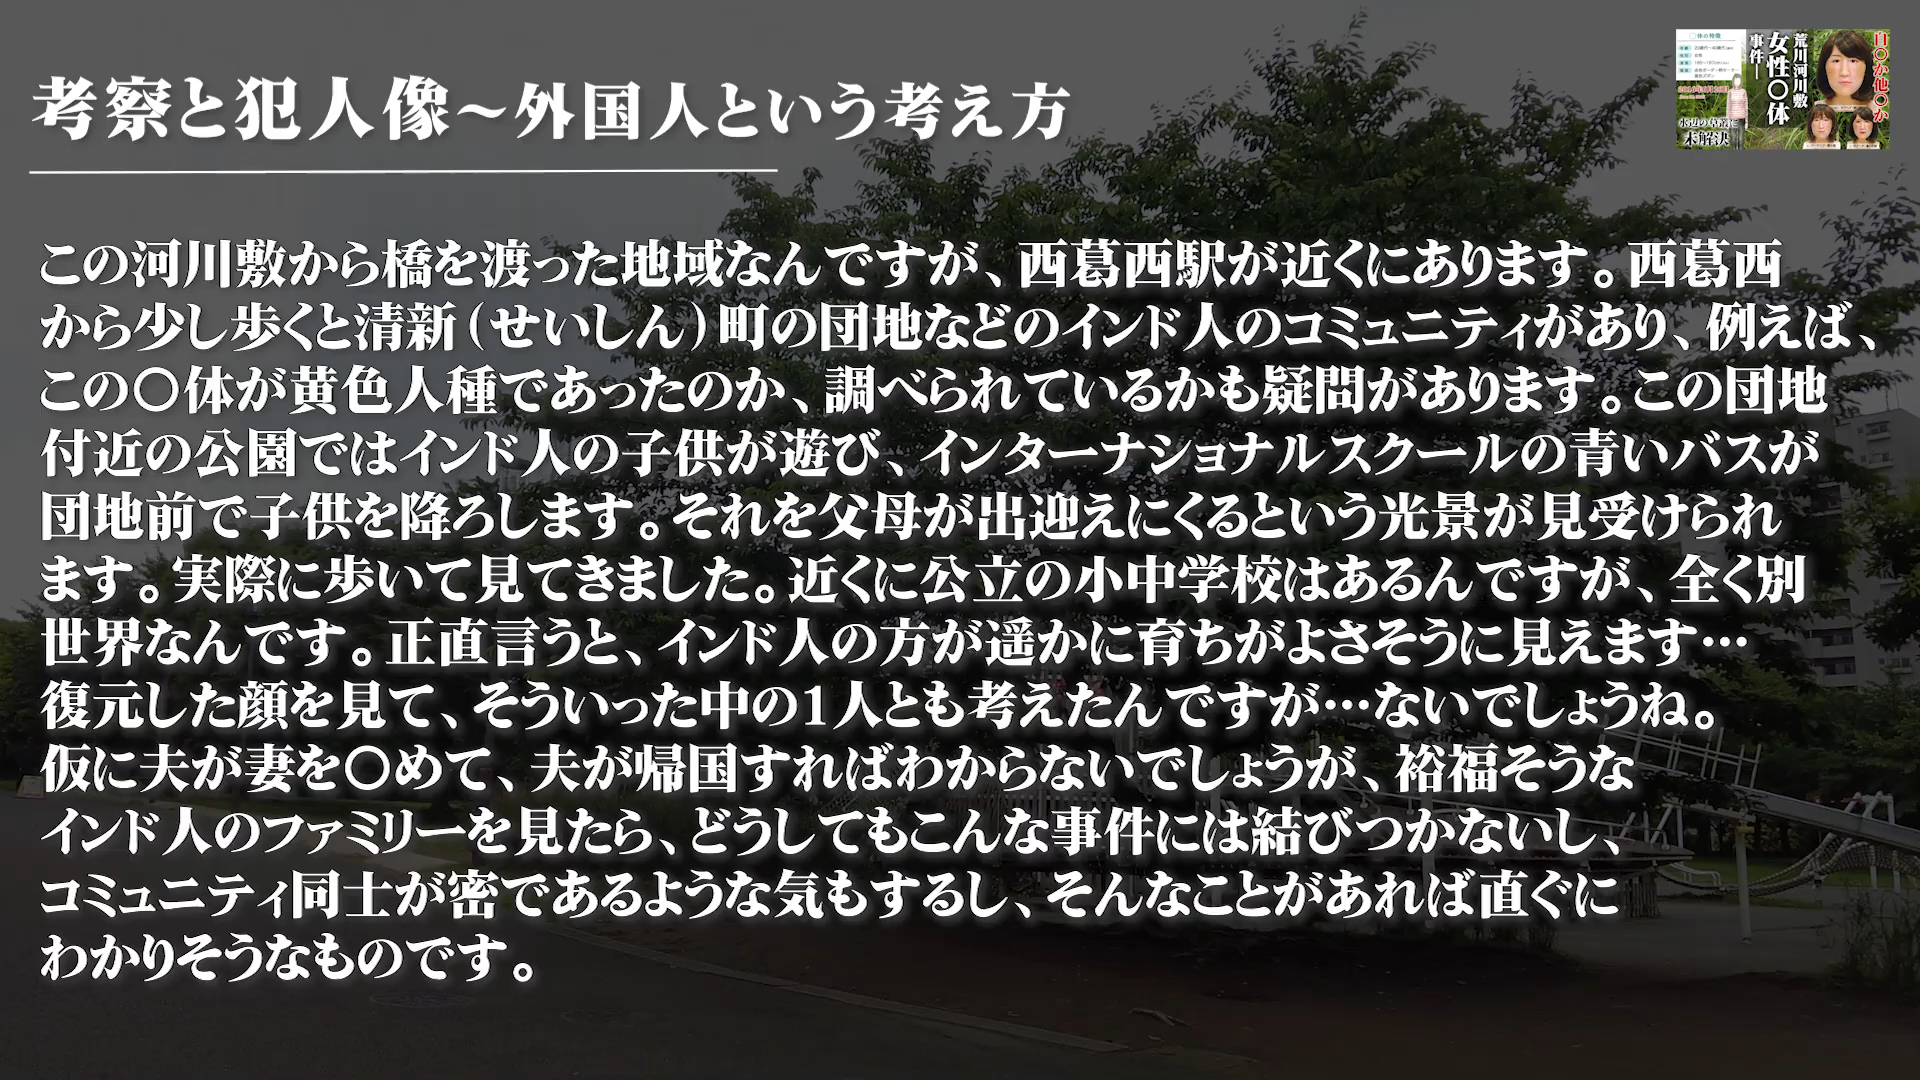 考察と犯人像～外国人という考え方
この河川敷から橋を渡った地域なんですが、西葛西駅が近くにあります。西葛西
から少し歩くと清新（せいしん）町の団地などのインド人のコミュニティがあり、例えば、
この〇体が黄色人種であったのか、調べられているかも疑問があります。この団地
付近の公園ではインド人の子供が遊び、インターナショナルスクールの青いバスが
団地前で子供を降ろします。それを父母が出迎えにくるという光景が見受けられ
ます。実際に歩いて見てきました。近くに公立の小中学校はあるんですが、全く別
世界なんです。正直言うと、インド人の方が遥かに育ちがよさそうに見えます…
復元した顔を見て、そういった中の1人とも考えたんですが…ないでしょうね。
仮に夫が妻を〇めて、夫が帰国すればわからないでしょうが、裕福そうな
インド人のファミリーを見たら、どうしてもこんな事件には結びつかないし、
コミュニティ同士が密であるような気もするし、そんなことがあれば直ぐに
わかりそうなものです。
自〇か他〇か
荒川河川敷
女性〇体
事件
〇体の特徴
水辺の草叢に
未解決